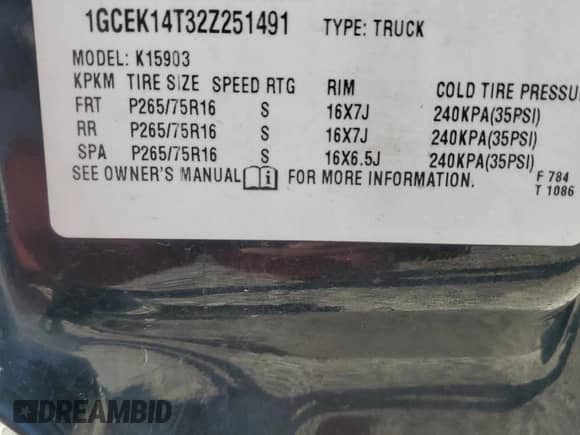 1GCEK14T32Z251491 TYPE: TRUCK
MODEL: K15903
KPKM TIRE SIZE SPEED RTG RIM COLD TIRE PRESSU
FRT P265/75R16 S 16X7J 240KPA(35PSI)
RR P265/75R16 S 16X7J 240KPA(35PSI)
SPA P265/75R16 S 16X6.5J 240KPA(35PSI)
SEE OWNER'S MANUAL i FOR MORE INFORMATION. F 784
T 1086
DREAMBID